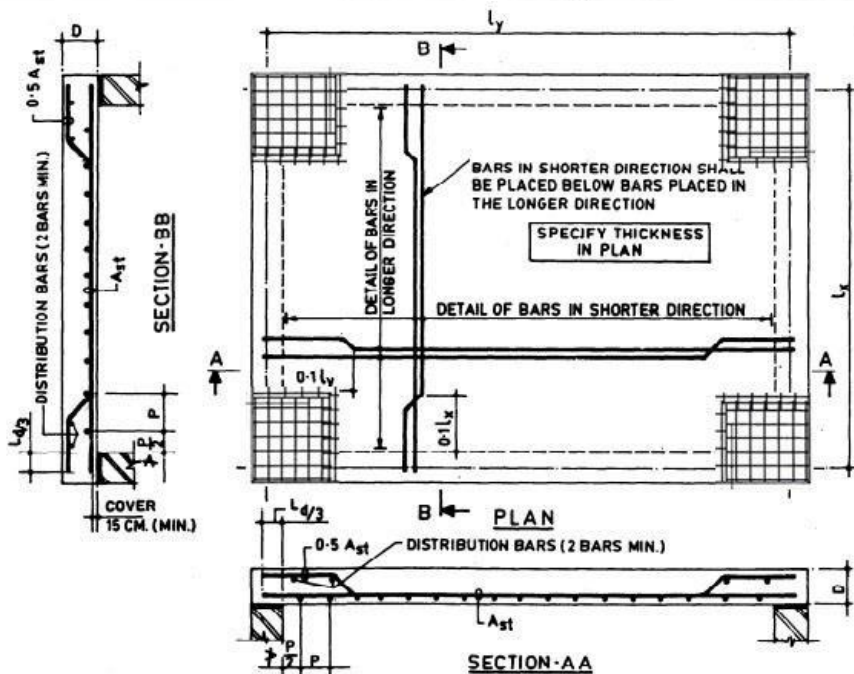 D
0·5 Ast
DISTRIBUTION BARS (2 BARS MIN.)
Ast
SECTION-BB
P
P/2
Ld/3
COVER
15 CM. (MIN.)
ly
B
BARS IN SHORTER DIRECTION SHALL
BE PLACED BELOW BARS PLACED IN
THE LONGER DIRECTION
SPECIFY THICKNESS
IN PLAN
DETAIL OF BARS IN
LONGER DIRECTION
DETAIL OF BARS IN SHORTER DIRECTION
lx
A
A
0·1 ly
0·1 lx
B
PLAN
Ld/3
0·5 Ast
DISTRIBUTION BARS (2 BARS MIN.)
D
Ast
P/2
P
SECTION-AA